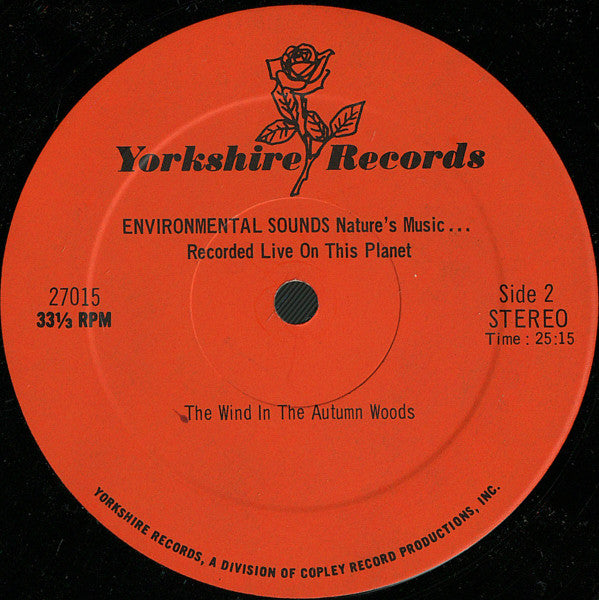 Yorkshire Records
ENVIRONMENTAL SOUNDS Nature's Music...
Recorded Live On This Planet
27015
33⅓ RPM
Side 2
STEREO
Time : 25:15
The Wind In The Autumn Woods
YORKSHIRE RECORDS, A DIVISION OF COPLEY RECORD PRODUCTIONS, INC.